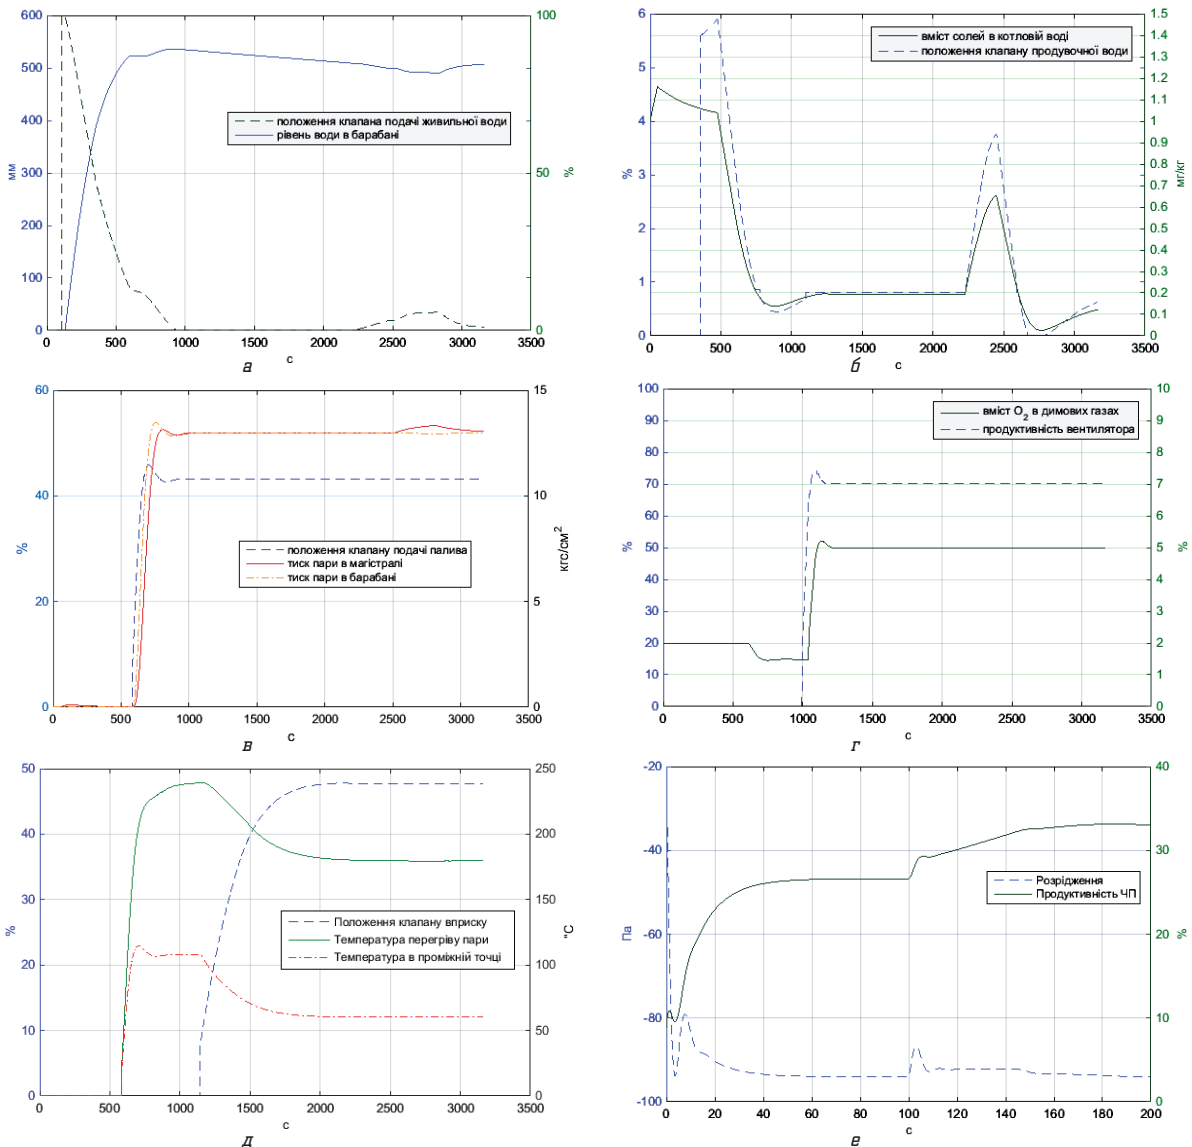 600
500
400
300
200
100
0
мм
100
50
0
%
положення клапана подачі живильної води
рівень води в барабані
0 500 1000 1500 2000 2500 3000 3500
с
а
6
5
4
3
2
1
0
%
1.5
1.4
1.3
1.2
1.1
1
0.9
0.8
0.7
0.6
0.5
0.4
0.3
0.2
0.1
0
мг/кг
вміст солей в котловій воді
положення клапану продувочної води
0 500 1000 1500 2000 2500 3000 3500
с
б
60
40
20
0
%
15
10
5
0
кгс/см²
положення клапану подачі палива
тиск пари в магістралі
тиск пари в барабані
0 500 1000 1500 2000 2500 3000 3500
с
в
100
90
80
70
60
50
40
30
20
10
0
%
10
9
8
7
6
5
4
3
2
1
0
%
вміст O₂ в димових газах
продуктивність вентилятора
0 500 1000 1500 2000 2500 3000 3500
с
г
50
40
30
20
10
0
%
250
200
150
100
50
0
°C
Положення клапану вприску
Температура перегріву пари
Температура в проміжній точці
0 500 1000 1500 2000 2500 3000 3500
с
д
-20
-40
-60
-80
-100
Па
40
30
20
10
0
%
Розрідження
Продуктивність ЧП
0 20 40 60 80 100 120 140 160 180 200
с
е